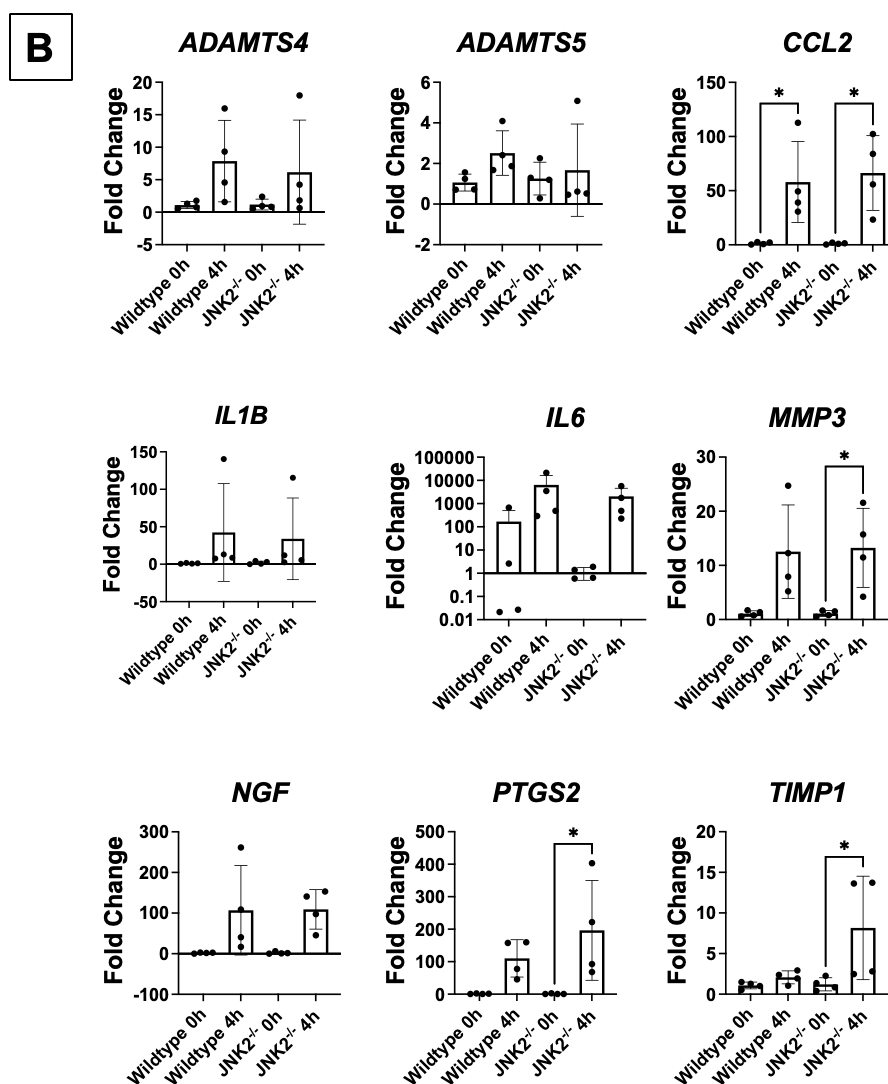 B
ADAMTS4
Fold Change
20
15
10
5
0
-5
Wildtype 0h
Wildtype 4h
JNK2-/- 0h
JNK2-/- 4h
ADAMTS5
Fold Change
6
4
2
0
-2
Wildtype 0h
Wildtype 4h
JNK2-/- 0h
JNK2-/- 4h
CCL2
Fold Change
150
100
50
0
* *
Wildtype 0h
Wildtype 4h
JNK2-/- 0h
JNK2-/- 4h
IL1B
Fold Change
150
100
50
0
-50
Wildtype 0h
Wildtype 4h
JNK2-/- 0h
JNK2-/- 4h
IL6
Fold Change
100000
10000
1000
100
10
1
0.1
0.01
Wildtype 0h
Wildtype 4h
JNK2-/- 0h
JNK2-/- 4h
MMP3
Fold Change
30
20
10
0
*
Wildtype 0h
Wildtype 4h
JNK2-/- 0h
JNK2-/- 4h
NGF
Fold Change
300
200
100
0
-100
Wildtype 0h
Wildtype 4h
JNK2-/- 0h
JNK2-/- 4h
PTGS2
Fold Change
500
400
300
200
100
0
*
Wildtype 0h
Wildtype 4h
JNK2-/- 0h
JNK2-/- 4h
TIMP1
Fold Change
20
15
10
5
0
*
Wildtype 0h
Wildtype 4h
JNK2-/- 0h
JNK2-/- 4h